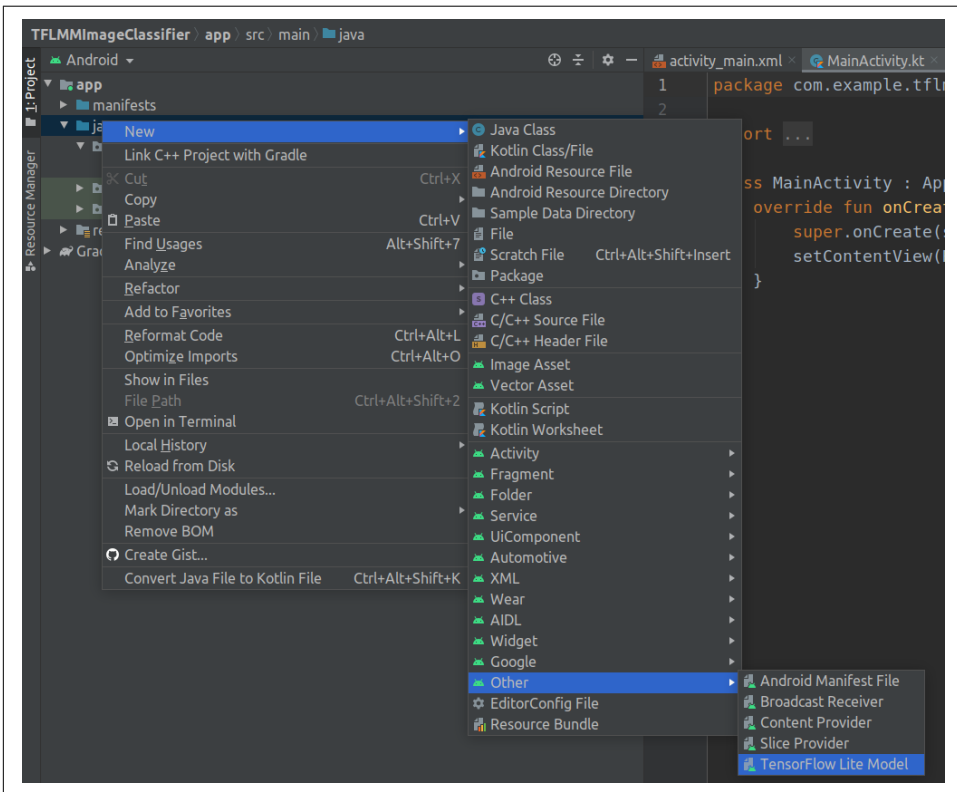 TFLMMImageClassifier app src main java
1: Project
Resource Manager
Android
app
manifests
ja
re
Gra
New
Link C++ Project with Gradle
Cut Ctrl+X
Copy
Paste Ctrl+V
Find Usages Alt+Shift+7
Analyze
Refactor
Add to Favorites
Reformat Code Ctrl+Alt+L
Optimize Imports Ctrl+Alt+O
Show in Files
File Path Ctrl+Alt+Shift+2
Open in Terminal
Local History
Reload from Disk
Load/Unload Modules...
Mark Directory as
Remove BOM
Create Gist...
Convert Java File to Kotlin File Ctrl+Alt+Shift+K
Java Class
Kotlin Class/File
Android Resource File
Android Resource Directory
Sample Data Directory
File
Scratch File Ctrl+Alt+Shift+Insert
Package
C++ Class
C/C++ Source File
C/C++ Header File
Image Asset
Vector Asset
Kotlin Script
Kotlin Worksheet
Activity
Fragment
Folder
Service
UiComponent
Automotive
XML
Wear
AIDL
Widget
Google
Other
EditorConfig File
Resource Bundle
Android Manifest File
Broadcast Receiver
Content Provider
Slice Provider
TensorFlow Lite Model
activity_main.xml MainActivity.kt
1 package com.example.tfl
2
ort ...
ss MainActivity : App
override fun onCreat
super.onCreate(
setContentView(
}